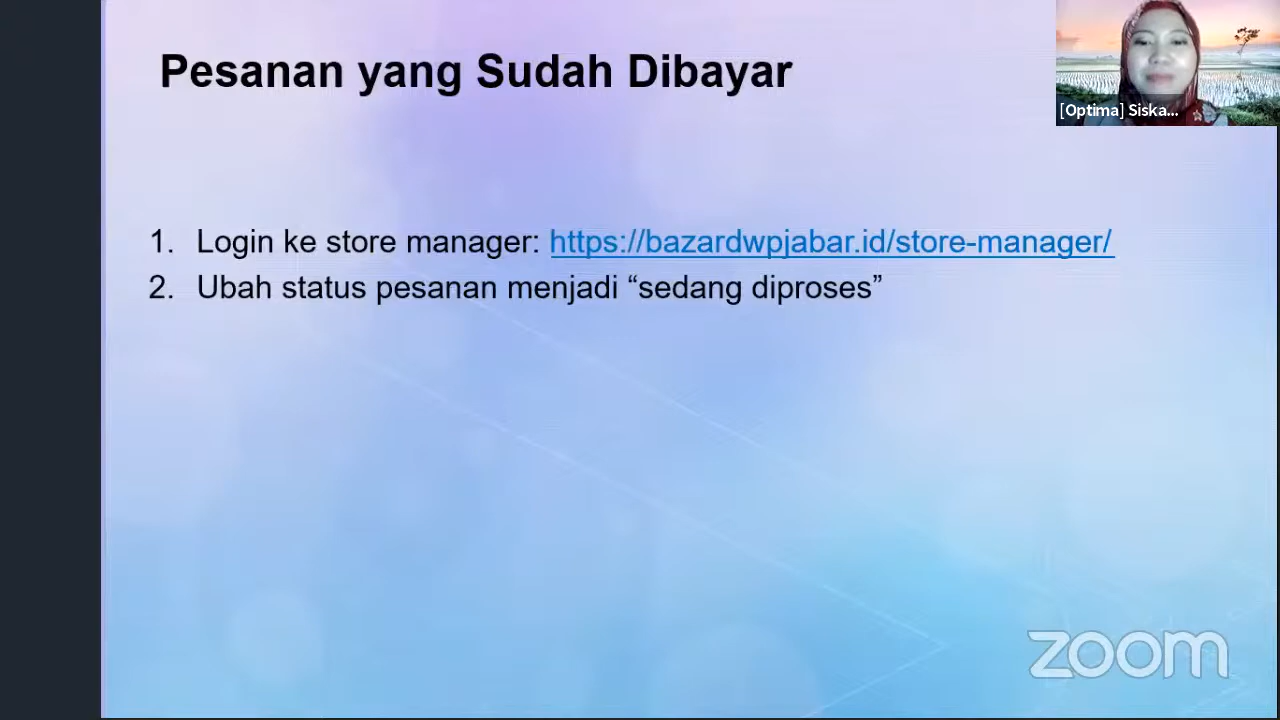 Pesanan yang Sudah Dibayar
[Optima] Siska...
1. Login ke store manager: https://bazardwpjabar.id/store-manager/
2. Ubah status pesanan menjadi “sedang diproses”
zoom